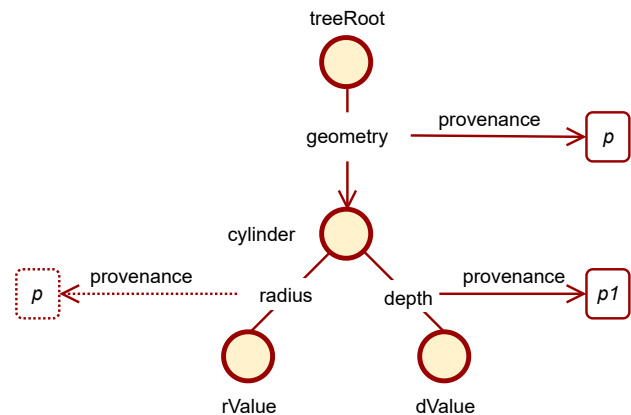 treeRoot
provenance
geometry
p
cylinder
provenance
provenance
p
radius
depth
p1
rValue
dValue